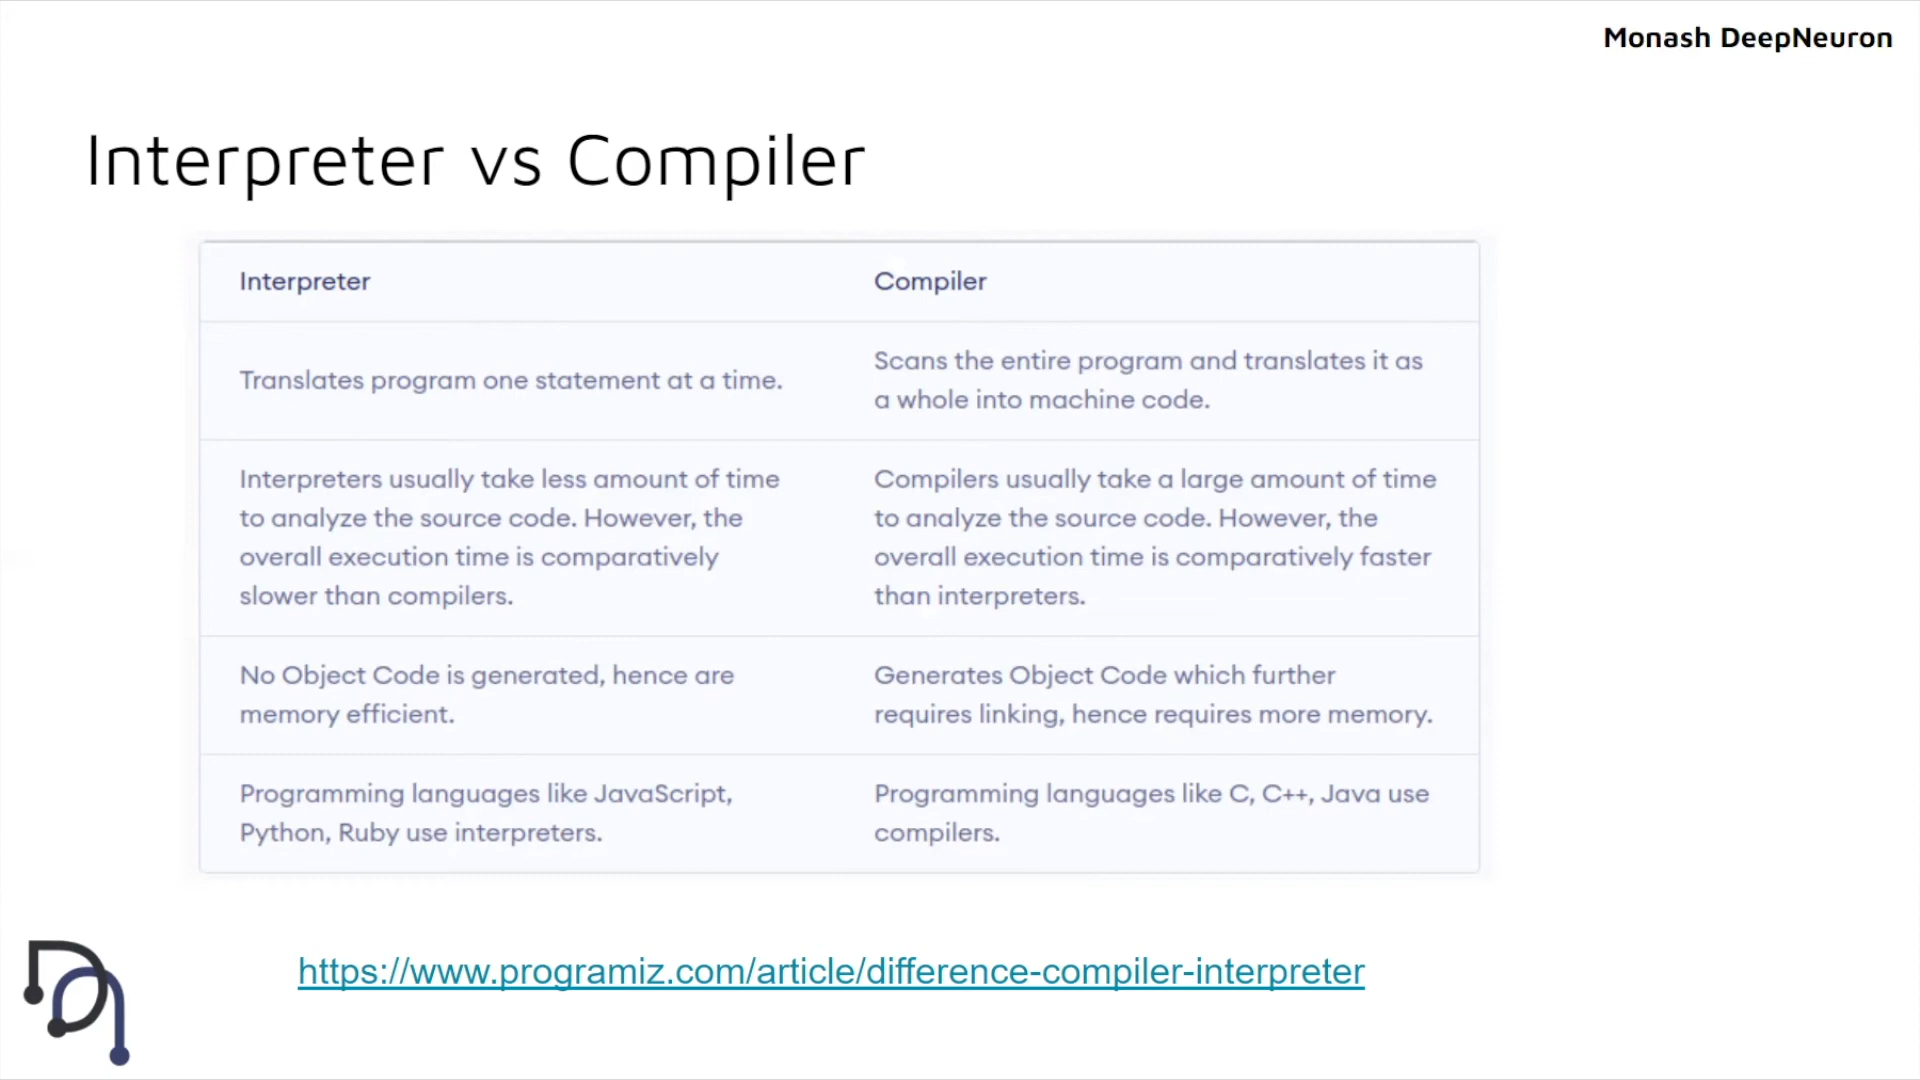 Monash DeepNeuron
Interpreter vs Compiler
Interpreter
Compiler
Translates program one statement at a time.
Scans the entire program and translates it as
a whole into machine code.
Interpreters usually take less amount of time
to analyze the source code. However, the
overall execution time is comparatively
slower than compilers.
Compilers usually take a large amount of time
to analyze the source code. However, the
overall execution time is comparatively faster
than interpreters.
No Object Code is generated, hence are
memory efficient.
Generates Object Code which further
requires linking, hence requires more memory.
Programming languages like JavaScript,
Python, Ruby use interpreters.
Programming languages like C, C++, Java use
compilers.
https://www.programiz.com/article/difference-compiler-interpreter